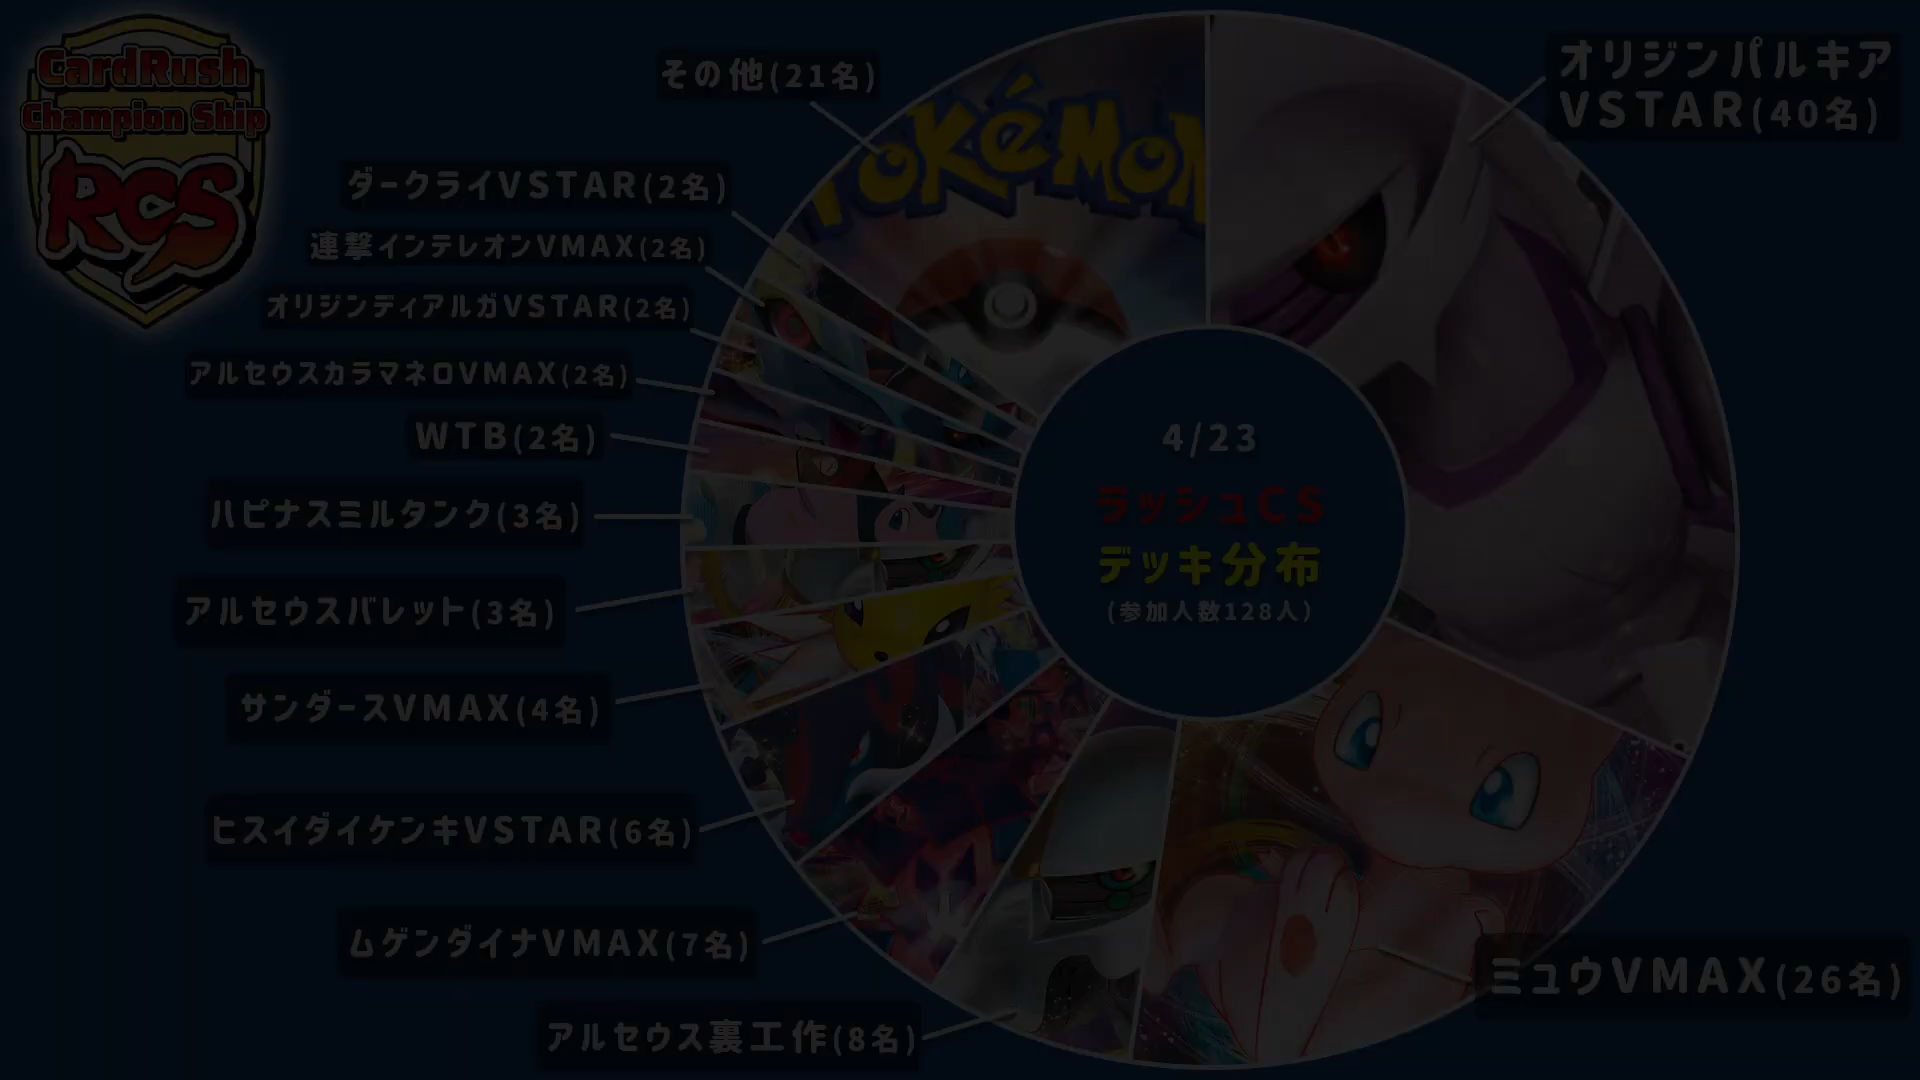 CardRush
Champion Ship
RCS
その他(21名)
POKéMON
オリジンパルキア
VSTAR(40名)
ダークライVSTAR(2名)
連撃インテレオンVMAX(2名)
オリジンディアルガVSTAR(2名)
アルセウスカラマネロVMAX(2名)
WTB(2名)
ハピナスミルタンク(3名)
アルセウスバレット(3名)
サンダースVMAX(4名)
ヒスイダイケンキVSTAR(6名)
ムゲンダイナVMAX(7名)
アルセウス裏工作(8名)
ミュウVMAX(26名)
4/23
ラッシュCS
デッキ分布
(参加人数128人)